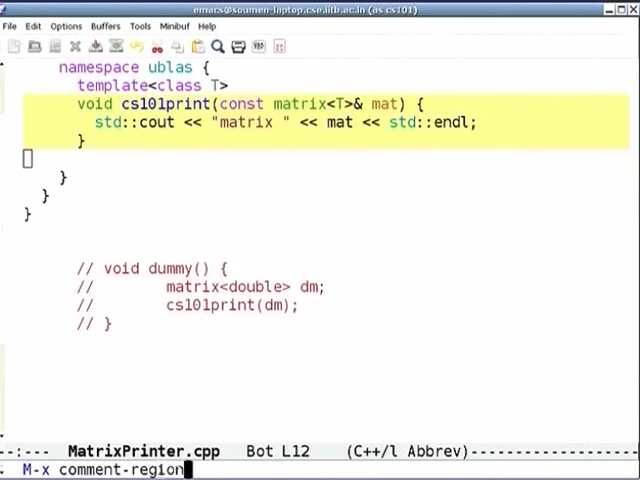 emacs@soumen-laptop.cse.iitb.ac.in (as cs101)
File Edit Options Buffers Tools Minibuf Help
namespace ublas {
template<class T>
void cs101print(const matrix<T>& mat) {
std::cout << "matrix " << mat << std::endl;
}
}
}
}
// void dummy() {
// matrix<double> dm;
// cs101print(dm);
// }
--:--- MatrixPrinter.cpp Bot L12 (C++/l Abbrev)-------------------
M-x comment-region